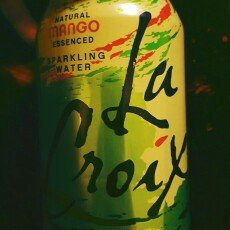 NATURAL
MANGO
ESSENCED
SPARKLING
WATER
La
Croix